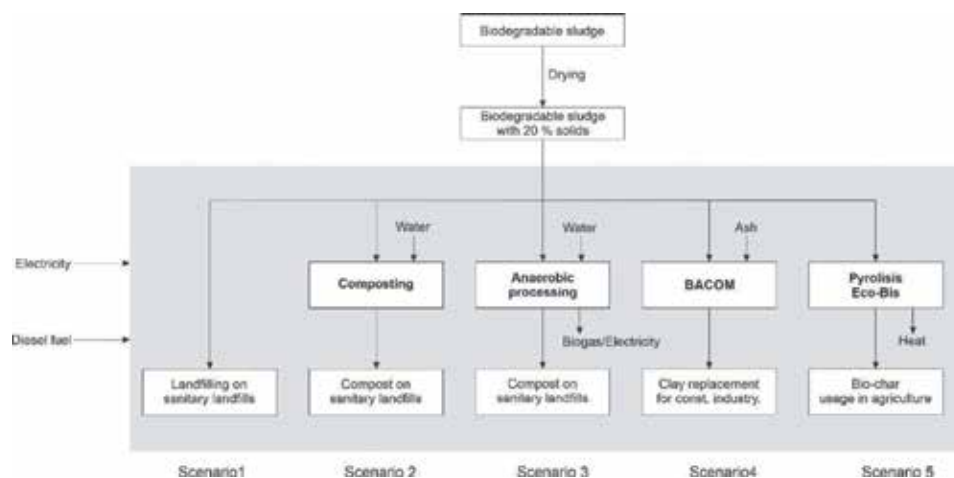 Biodegradable sludge
Drying
Biodegradable sludge
with 20 % solids
Water
Water
Ash
Electricity
Composting
Anaerobic
processing
BACOM
Pyrolisis
Eco-Bis
Diesel fuel
Biogas/Electricity
Heat
Landfilling on
sanitary landfills
Compost on
sanitary landfills
Compost on
sanitary landfills
Clay replacement
for const. industry.
Bio-char
usage in agriculture
Scenario1
Scenario 2
Scenario 3
Scenario4
Scenario 5